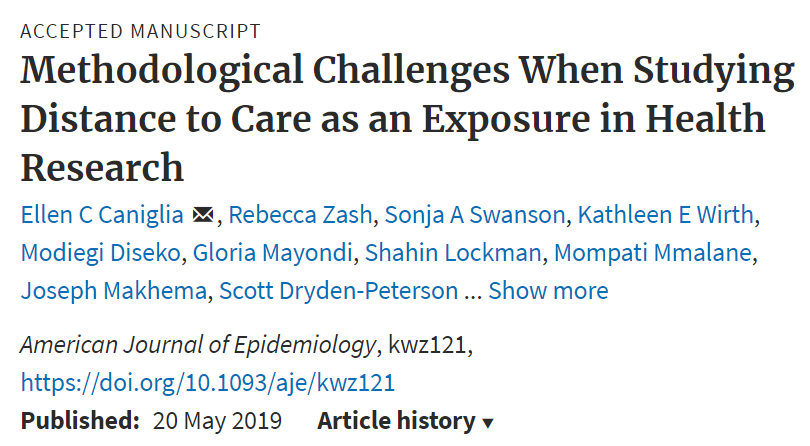 ACCEPTED MANUSCRIPT
Methodological Challenges When Studying
Distance to Care as an Exposure in Health
Research
Ellen C Caniglia, Rebecca Zash, Sonja A Swanson, Kathleen E Wirth,
Modiegi Diseko, Gloria Mayondi, Shahin Lockman, Mompati Mmalane,
Joseph Makhema, Scott Dryden-Peterson ... Show more
American Journal of Epidemiology, kwz121,
https://doi.org/10.1093/aje/kwz121
Published: 20 May 2019 Article history ▼